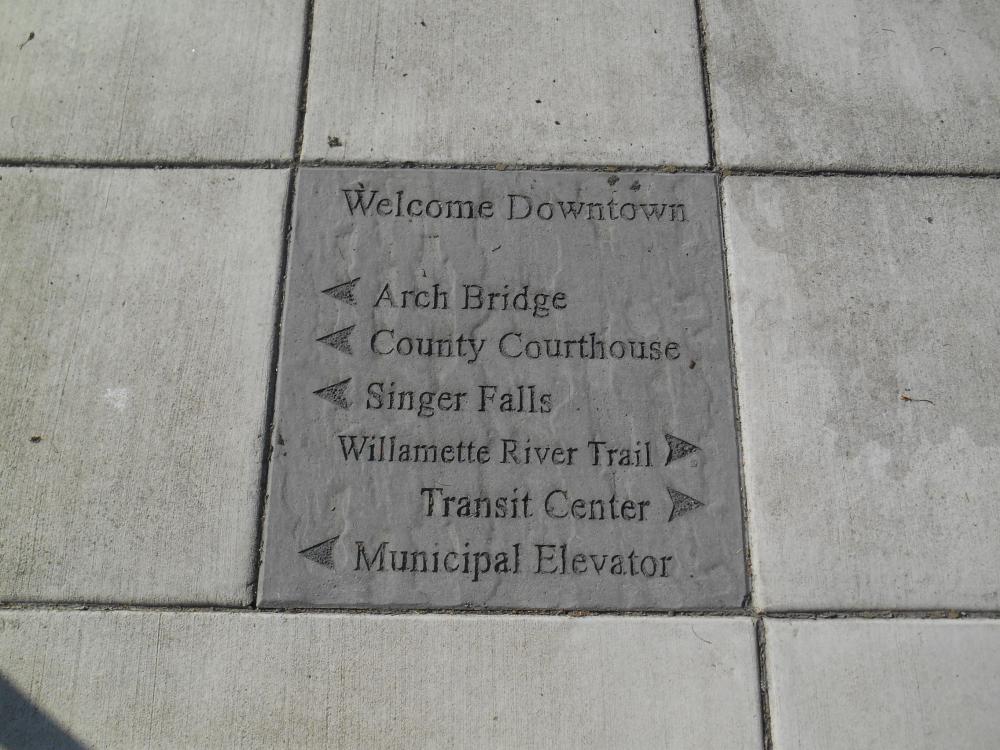 Welcome Downtown
Arch Bridge
County Courthouse
Singer Falls
Willamette River Trail
Transit Center
Municipal Elevator